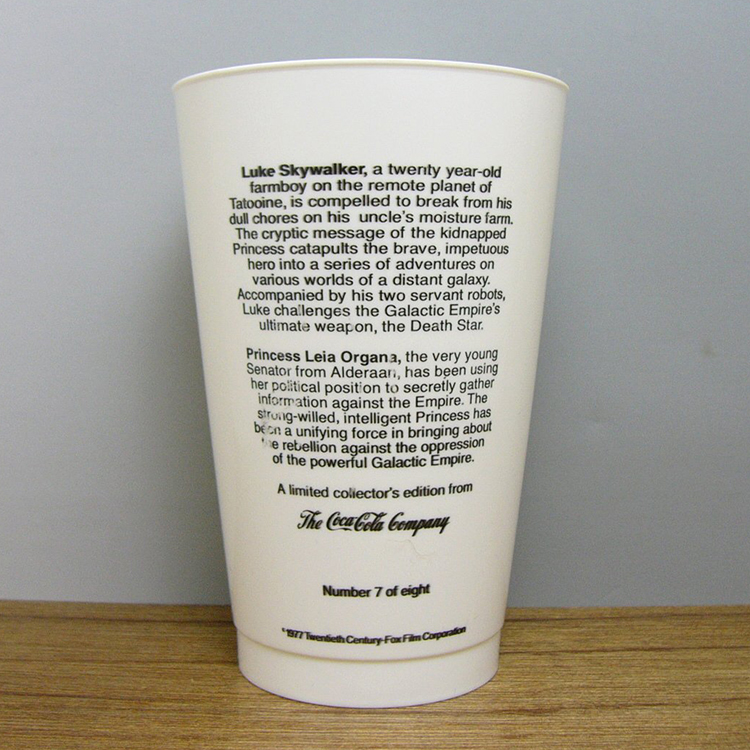 Luke Skywalker, a twenty year-old
farmboy on the remote planet of
Tatooine, is compelled to break from his
dull chores on his uncle's moisture farm.
The cryptic message of the kidnapped
Princess catapults the brave, impetuous
hero into a series of adventures on
various worlds of a distant galaxy.
Accompanied by his two servant robots,
Luke challenges the Galactic Empire's
ultimate weapon, the Death Star.
Princess Leia Organa, the very young
Senator from Alderaan, has been using
her political position to secretly gather
information against the Empire. The
strong-willed, intelligent Princess has
been a unifying force in bringing about
the rebellion against the oppression
of the powerful Galactic Empire.
A limited collector's edition from
The Coca-Cola Company
Number 7 of eight
©1977 Twentieth Century-Fox Film Corporation